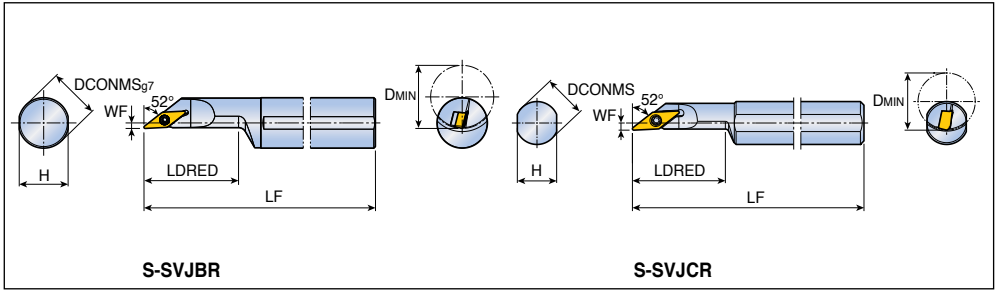 DCONMSg7
WF
52°
H
LDRED
LF
DMIN
S-SVJBR
DCONMS
WF
52°
H
LDRED
LF
DMIN
S-SVJCR